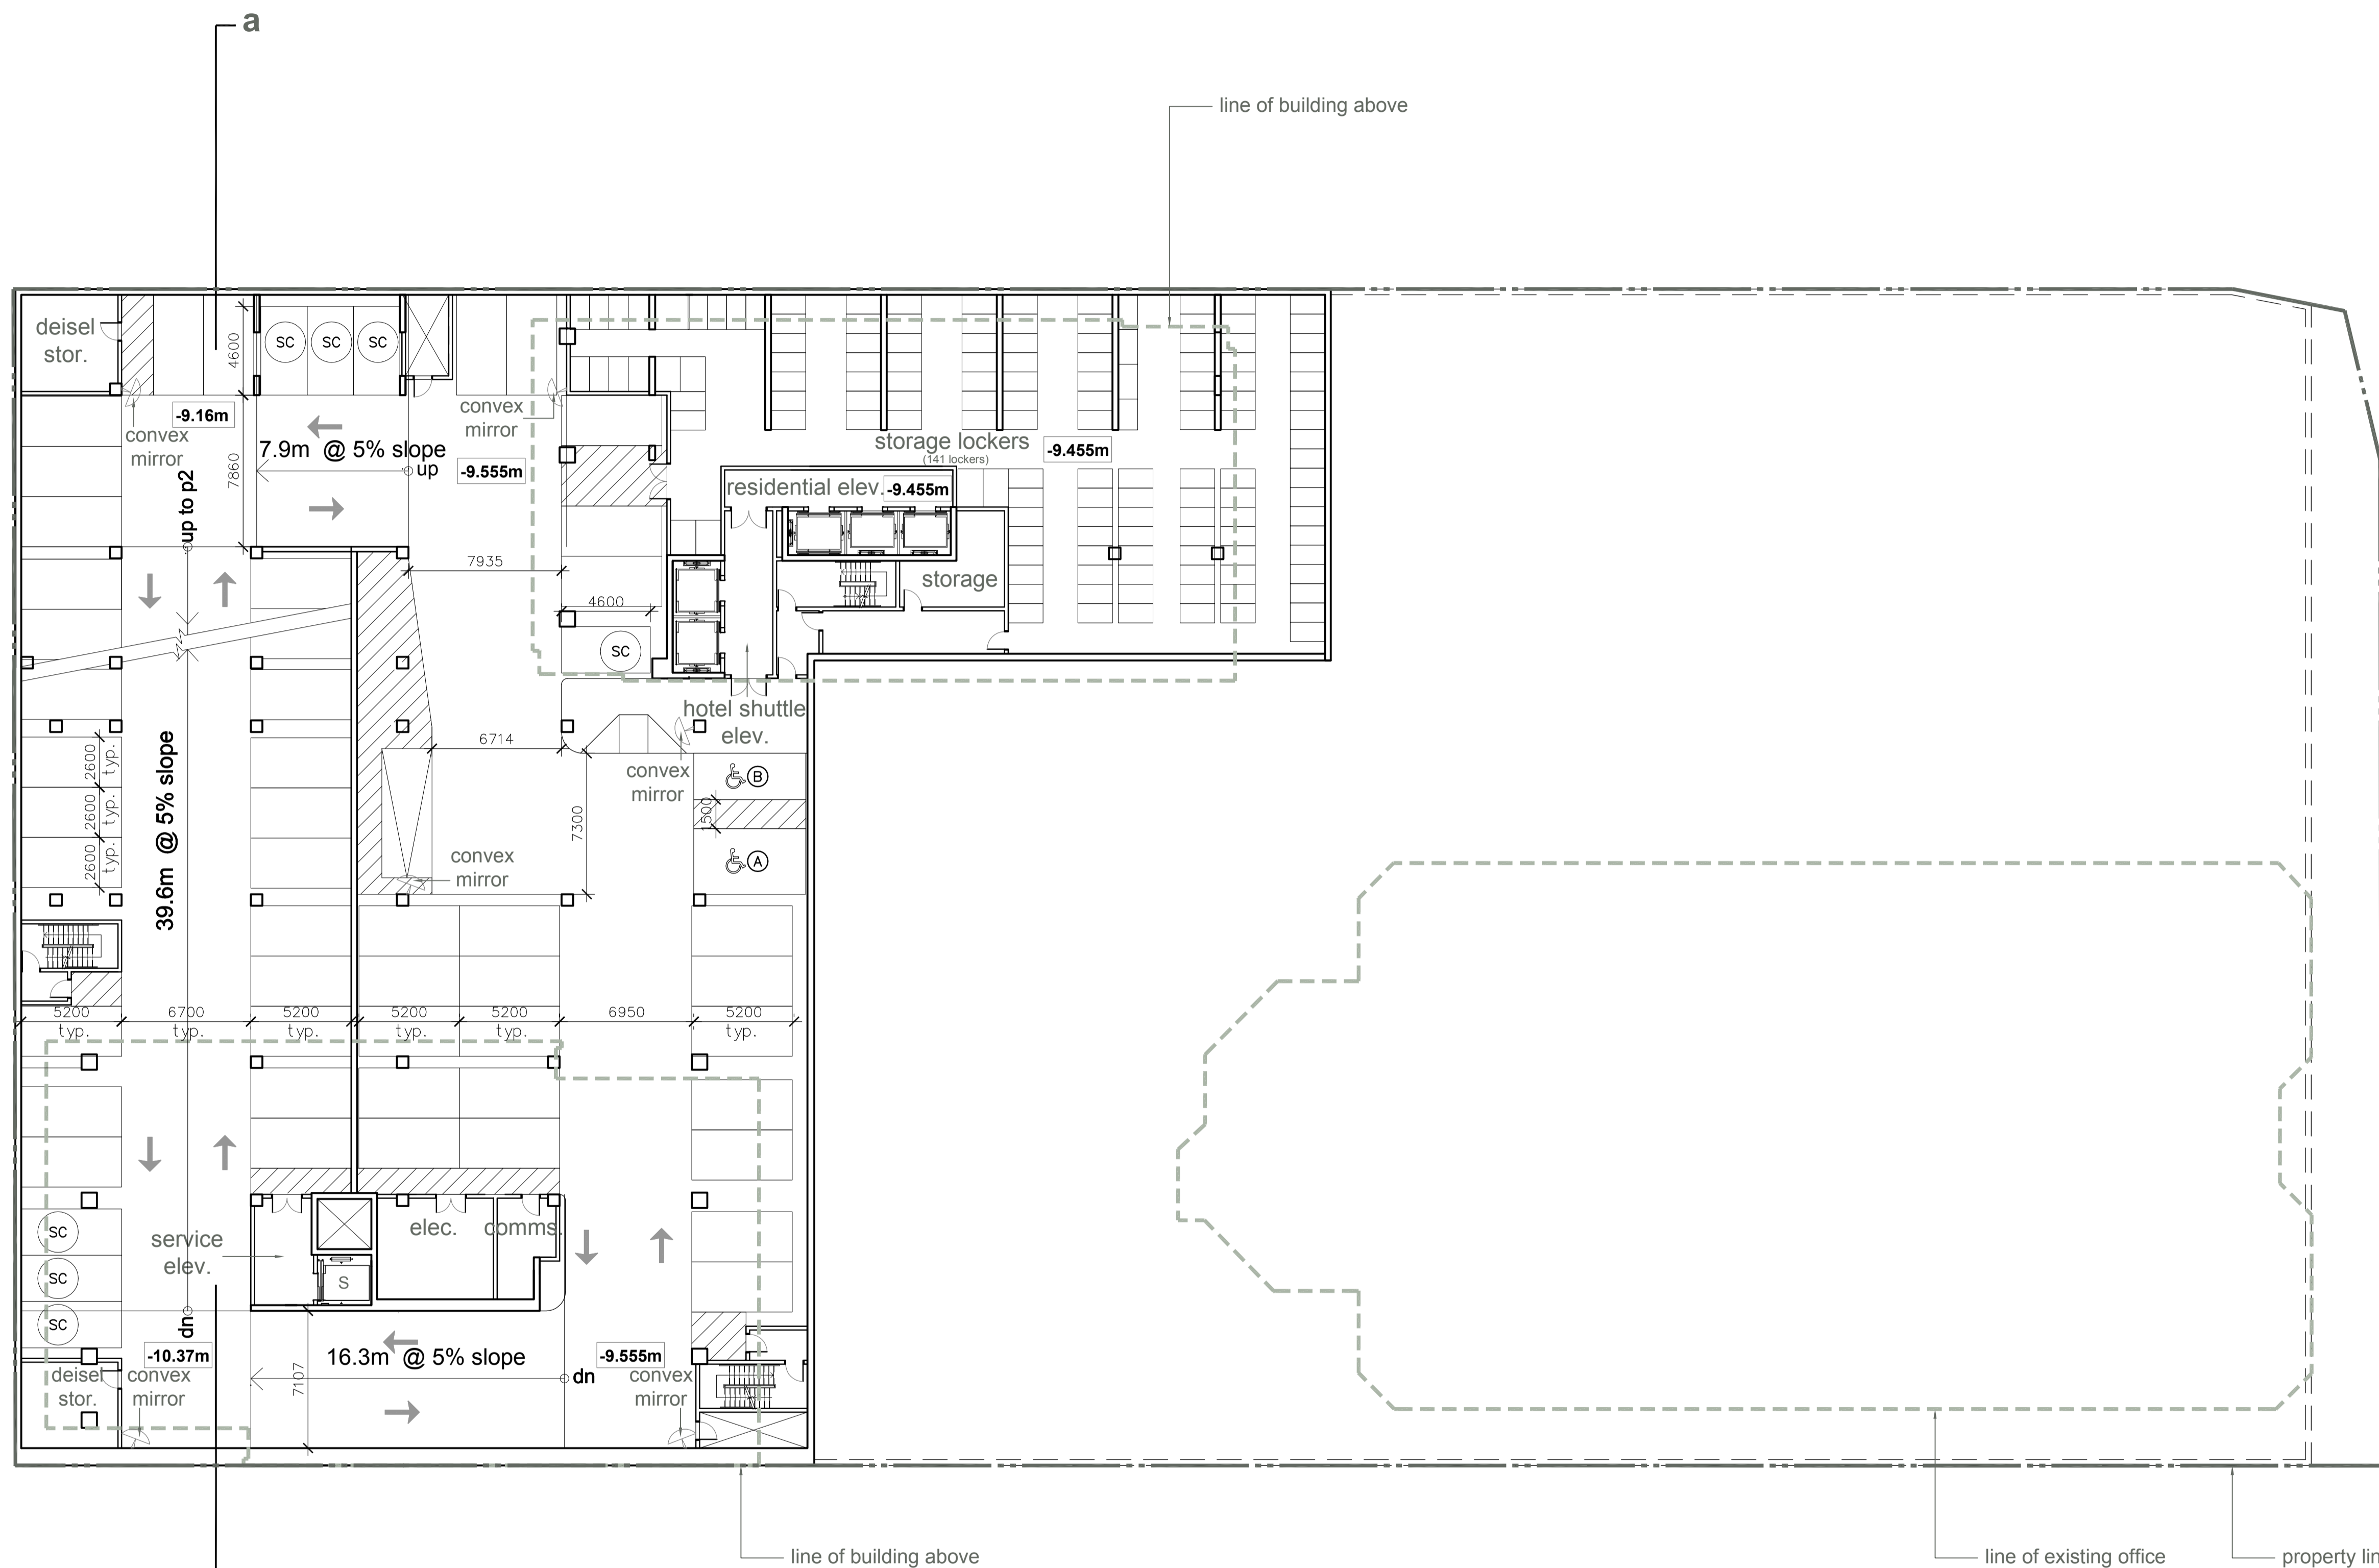 a
line of building above
deisel
stor.
4600
SC
SC
SC
-9.16m
convex
mirror
7860
7.9m @ 5% slope
up
convex
mirror
-9.555m
storage lockers
(141 lockers)
-9.455m
residential elev.
-9.455m
up to p2
7935
4600
SC
storage
hotel shuttle
elev.
6714
convex
mirror
B
1500
A
7300
convex
mirror
2600
typ.
2600
typ.
2600
typ.
39.6m @ 5% slope
5200
typ.
6700
typ.
5200
typ.
5200
typ.
5200
typ.
6950
5200
typ.
SC
SC
SC
service
elev.
S
elec.
comms.
dn
-10.37m
deisel
stor.
convex
mirror
7107
16.3m @ 5% slope
dn
-9.555m
convex
mirror
line of building above
line of existing office